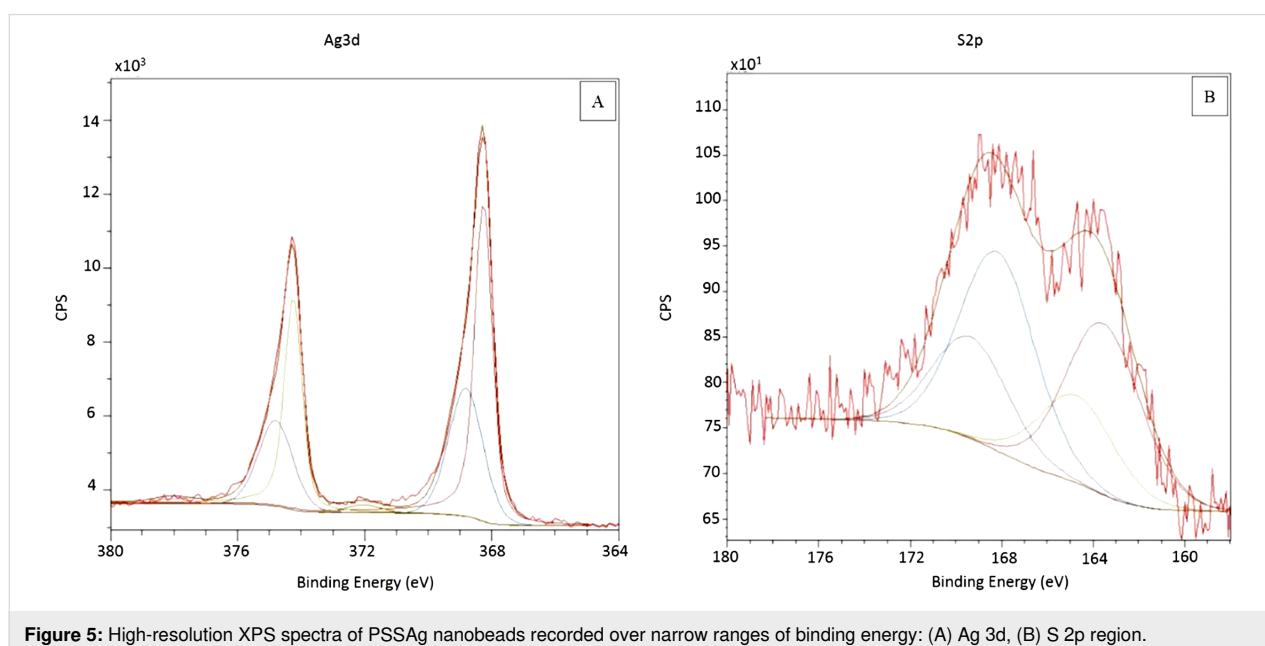 Ag3d
x10³
A
14
12
10
8
6
4
380
376
372
368
364
CPS
Binding Energy (eV)
S2p
x10¹
B
110
105
100
95
90
85
80
75
70
65
180
176
172
168
164
160
CPS
Binding Energy (eV)
Figure 5: High-resolution XPS spectra of PSSAg nanobeads recorded over narrow ranges of binding energy: (A) Ag 3d, (B) S 2p region.